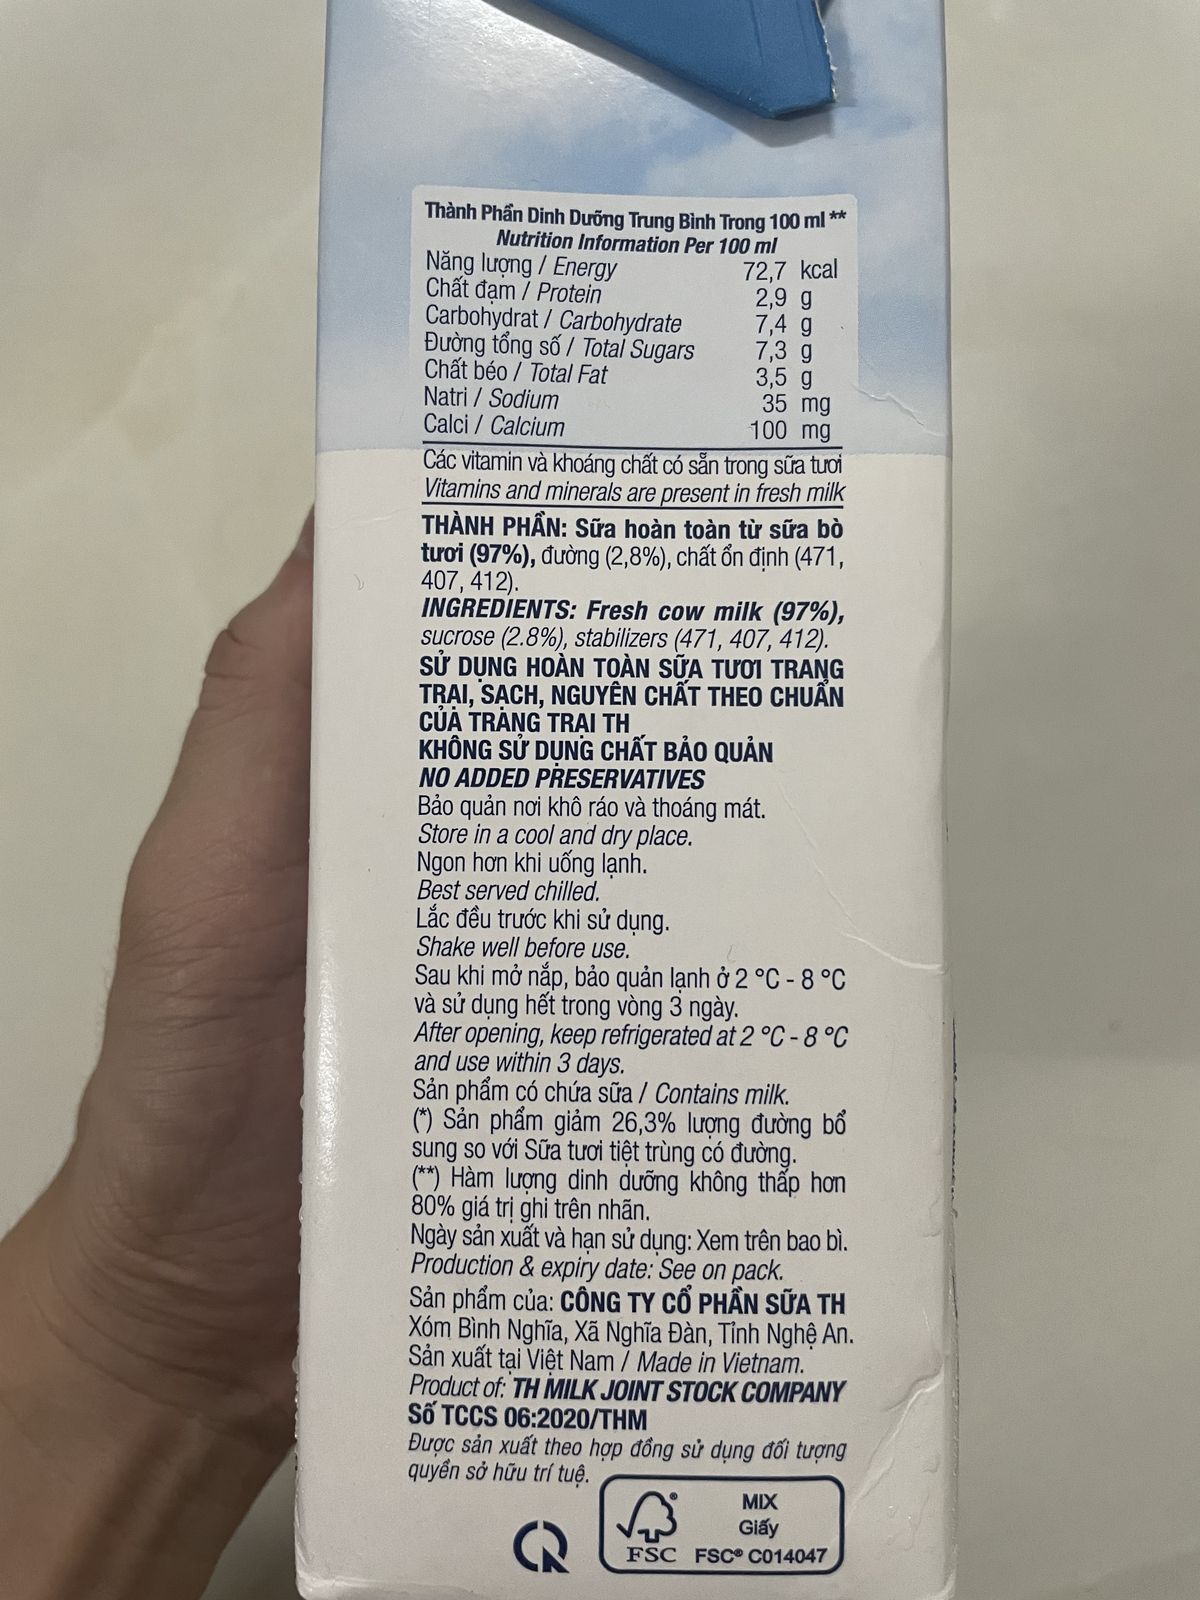 Thành Phần Dinh Dưỡng Trung Bình Trong 100 ml **
Nutrition Information Per 100 ml
Năng lượng / Energy 72,7 kcal
Chất đạm / Protein 2,9 g
Carbohydrat / Carbohydrate 7,4 g
Đường tổng số / Total Sugars 7,3 g
Chất béo / Total Fat 3,5 g
Natri / Sodium 35 mg
Calci / Calcium 100 mg
Các vitamin và khoáng chất có sẵn trong sữa tươi
Vitamins and minerals are present in fresh milk
THÀNH PHẦN: Sữa hoàn toàn từ sữa bò
tươi (97%), đường (2,8%), chất ổn định (471,
407, 412).
INGREDIENTS: Fresh cow milk (97%),
sucrose (2.8%), stabilizers (471, 407, 412).
SỬ DỤNG HOÀN TOÀN SỮA TƯƠI TRANG
TRẠI, SẠCH, NGUYÊN CHẤT THEO CHUẨN
CỦA TRANG TRẠI TH
KHÔNG SỬ DỤNG CHẤT BẢO QUẢN
NO ADDED PRESERVATIVES
Bảo quản nơi khô ráo và thoáng mát.
Store in a cool and dry place.
Ngon hơn khi uống lạnh.
Best served chilled.
Lắc đều trước khi sử dụng.
Shake well before use.
Sau khi mở nắp, bảo quản lạnh ở 2 °C - 8 °C
và sử dụng hết trong vòng 3 ngày.
After opening, keep refrigerated at 2 °C - 8 °C
and use within 3 days.
Sản phẩm có chứa sữa / Contains milk.
(*) Sản phẩm giảm 26,3% lượng đường bổ
sung so với Sữa tươi tiệt trùng có đường.
(**) Hàm lượng dinh dưỡng không thấp hơn
80% giá trị ghi trên nhãn.
Ngày sản xuất và hạn sử dụng: Xem trên bao bì.
Production & expiry date: See on pack.
Sản phẩm của: CÔNG TY CỔ PHẦN SỮA TH
Xóm Bình Nghĩa, Xã Nghĩa Đàn, Tỉnh Nghệ An.
Sản xuất tại Việt Nam / Made in Vietnam.
Product of: TH MILK JOINT STOCK COMPANY
Số TCCS 06:2020/THM
Được sản xuất theo hợp đồng sử dụng đối tượng
quyền sở hữu trí tuệ.
MIX
Giấy
FSC FSC® C014047